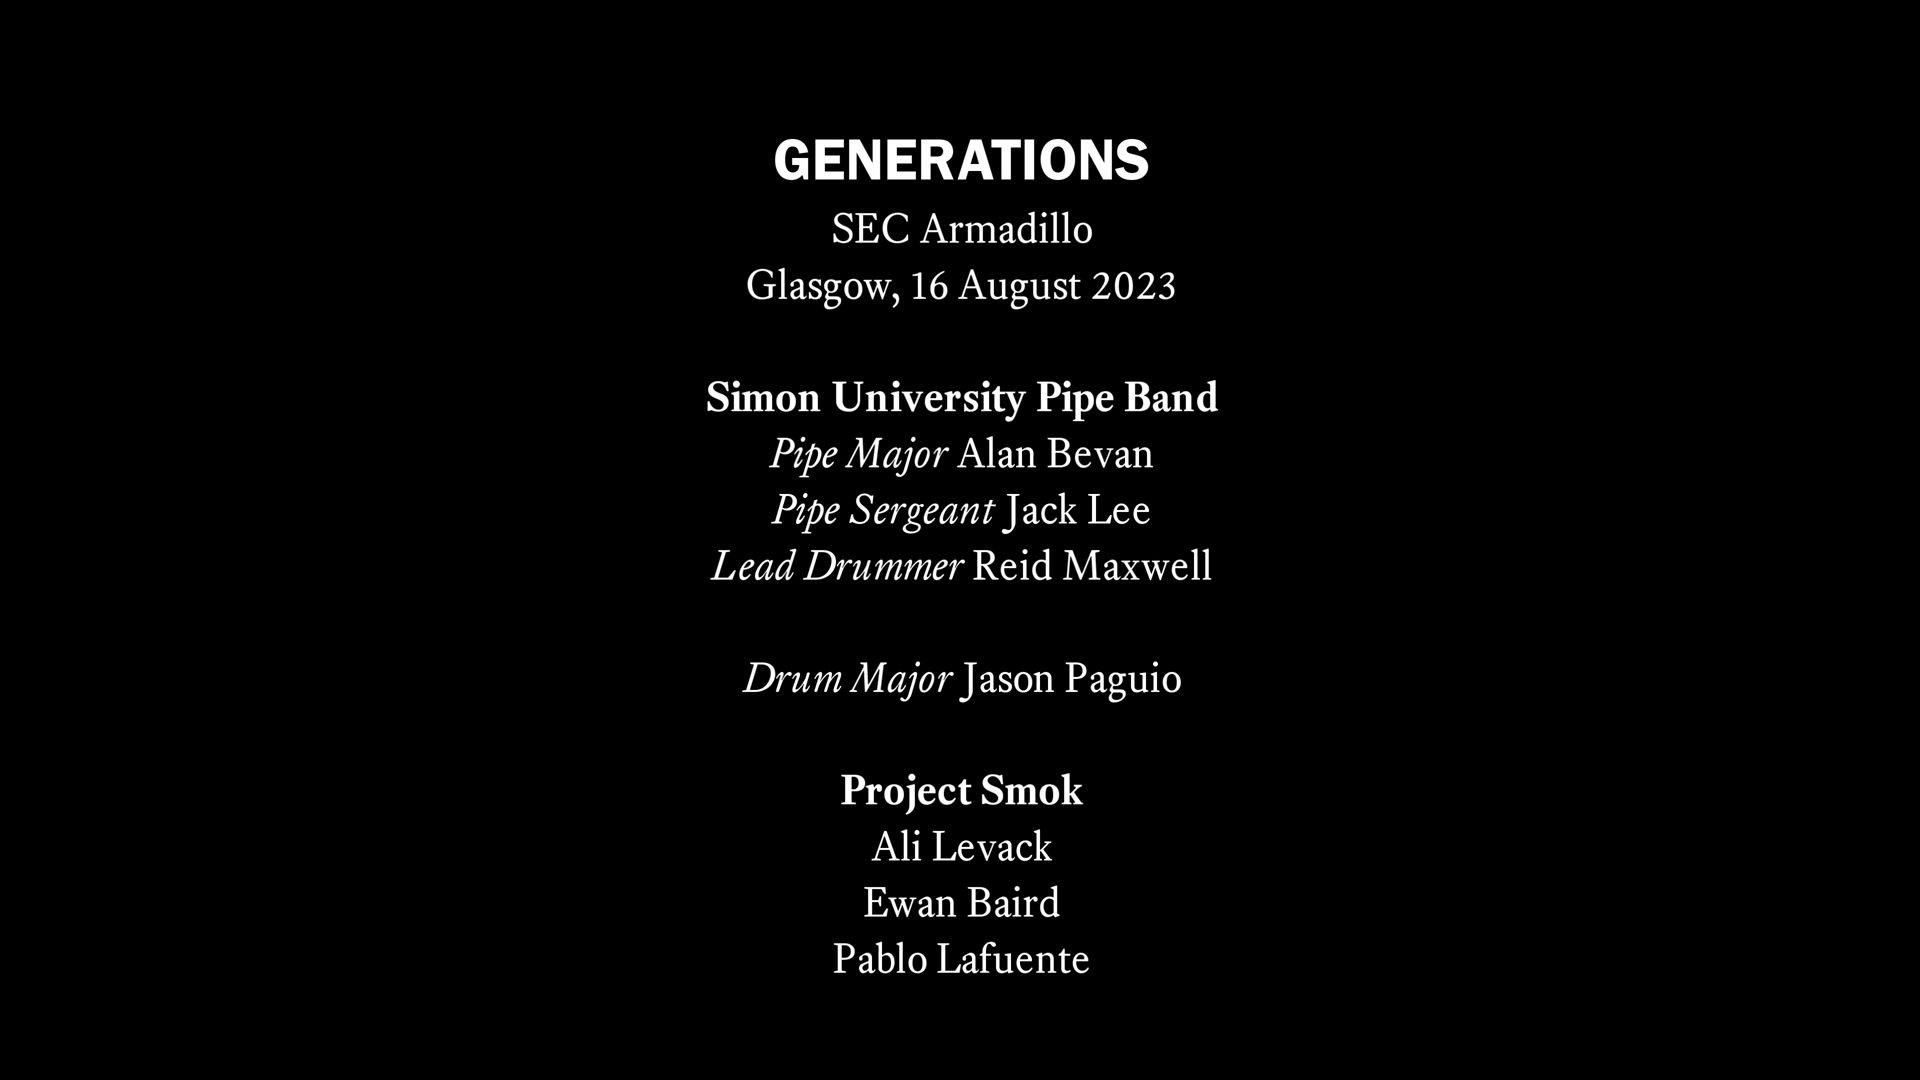 GENERATIONS
SEC Armadillo
Glasgow, 16 August 2023
Simon University Pipe Band
Pipe Major Alan Bevan
Pipe Sergeant Jack Lee
Lead Drummer Reid Maxwell
Drum Major Jason Paguio
Project Smok
Ali Levack
Ewan Baird
Pablo Lafuente